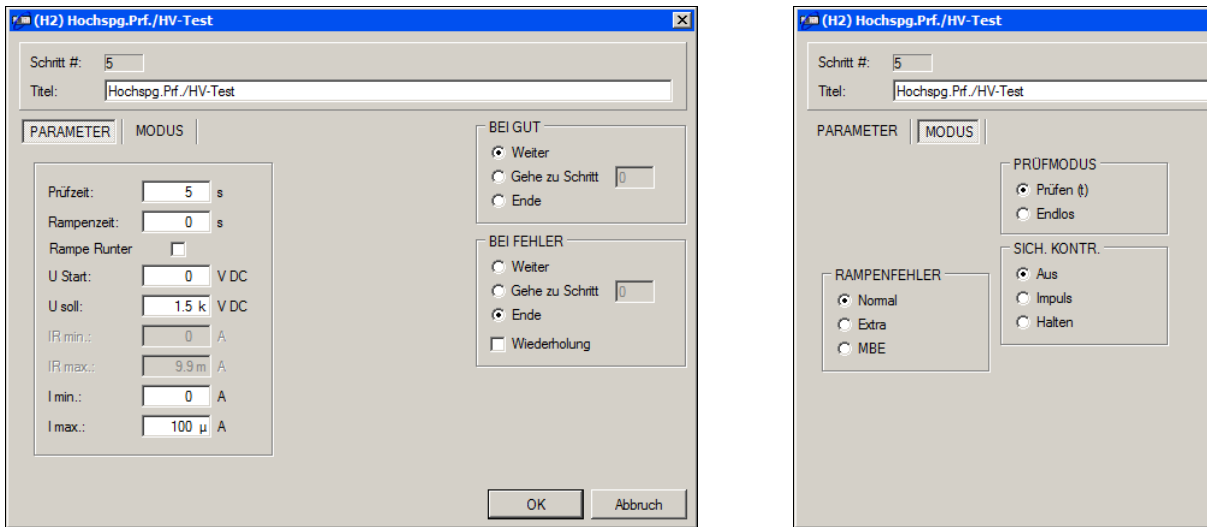 (H2) Hochspg.Prf./HV-Test
Schritt #: 5
Titel: Hochspg.Prf./HV-Test
PARAMETER MODUS
Prüfzeit: 5 s
Rampenzeit: 0 s
Rampe Runter
U Start: 0 V DC
U soll: 1.5 k V DC
IR min.: 0 A
IR max.: 9.9 m A
I min.: 0 A
I max.: 100 µ A
BEI GUT
Weiter
Gehe zu Schritt 0
Ende
BEI FEHLER
Weiter
Gehe zu Schritt 0
Ende
Wiederholung
OK Abbruch
(H2) Hochspg.Prf./HV-Test
Schritt #: 5
Titel: Hochspg.Prf./HV-Test
PARAMETER MODUS
RAMPENFEHLER
Normal
Extra
MBE
PRÜFMODUS
Prüfen (t)
Endlos
SICH. KONTR.
Aus
Impuls
Halten